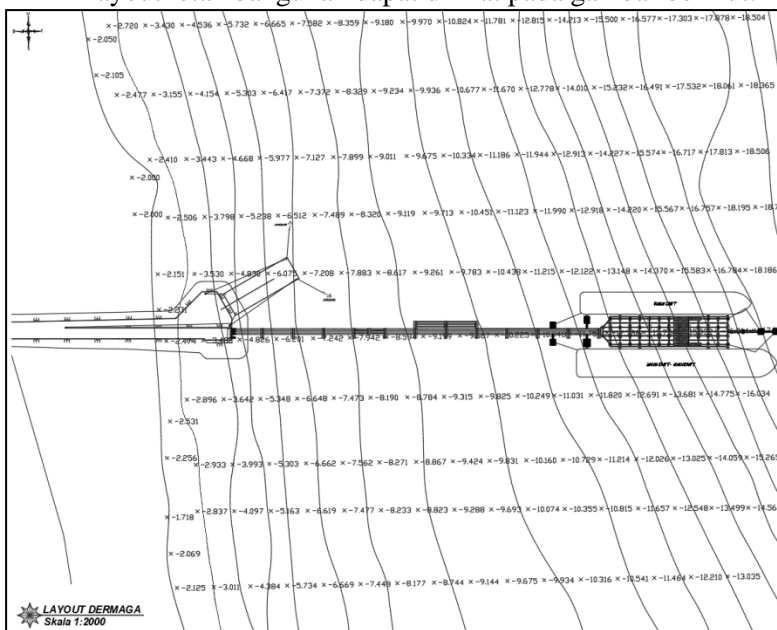 × -2.720 × -3.430 × -4.536 × -5.732 × -6.665 × -7.582 × -8.359 × -9.180 × -9.970 × -10.824 × -11.781 × -12.815 × -14.213 × -15.500 × -16.577 × -17.303 × -17.878 × -18.504
× -2.050
× -2.105
× -2.477 × -3.155 × -4.154 × -5.303 × -6.417 × -7.372 × -8.329 × -9.234 × -9.936 × -10.677 × -11.670 × -12.778 × -14.010 × -15.232 × -16.491 × -17.532 × -18.061 × -18.365
× -2.410 × -3.443 × -4.668 × -5.977 × -7.127 × -7.899 × -9.011 × -9.675 × -10.334 × -11.186 × -11.944 × -12.913 × -14.227 × -15.574 × -16.717 × -17.813 × -18.506
× -2.000
× -2.000
× -2.506 × -3.798 × -5.238 × -6.512 × -7.489 × -8.320 × -9.119 × -9.713 × -10.451 × -11.123 × -11.990 × -12.918 × -14.220 × -15.567 × -16.757 × -18.195
× -2.151 × -3.530 × -6.075 × -7.208 × -7.883 × -8.617 × -9.261 × -9.783 × -10.438 × -11.215 × -12.122 × -13.148 × -14.370 × -15.583 × -16.784 × -18.186
× -4.826 × -7.242 × -7.942
× -2.896 × -3.642 × -5.348 × -6.648 × -7.473 × -8.190 × -8.784 × -9.315 × -9.825 × -10.249 × -11.031 × -11.820 × -12.691 × -13.681 × -14.775 × -16.034
× -2.531
× -2.256
× -2.933 × -3.993 × -5.303 × -6.662 × -7.562 × -8.271 × -8.867 × -9.424 × -9.831 × -10.160 × -10.729 × -11.214 × -12.026 × -13.025 × -14.059 × -15.265
× -2.837 × -4.097 × -5.163 × -6.619 × -7.477 × -8.233 × -8.823 × -9.288 × -9.693 × -10.074 × -10.355 × -10.815 × -11.657 × -12.548 × -13.499
× -1.718
× -2.069
× -2.125 × -3.011 × -4.384 × -5.734 × -6.669 × -7.448 × -8.177 × -8.744 × -9.144 × -9.675 × -9.934 × -10.316 × -10.541 × -11.464 × -12.210 × -13.035
LAYOUT DERMAGA
Skala 1:2000